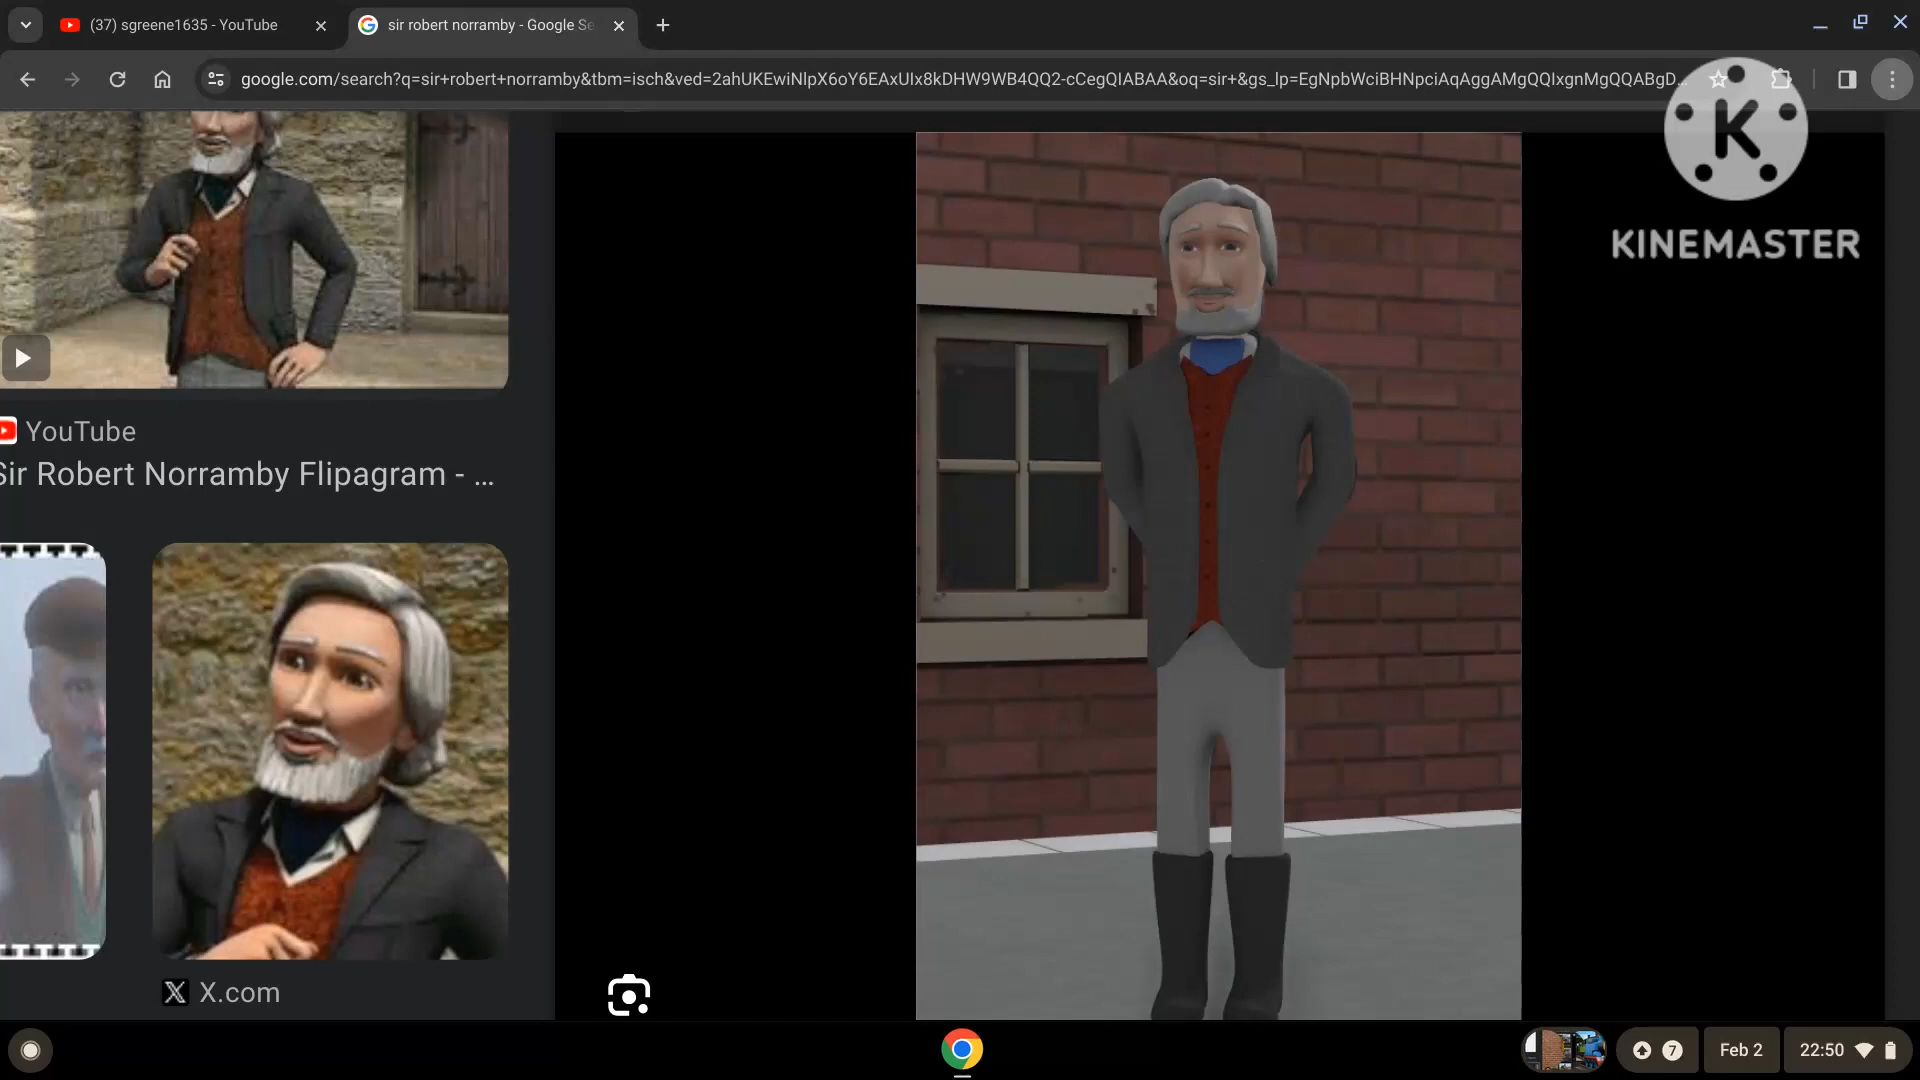 (37) sgreene1635 - YouTube
sir robert norramby - Google Se
google.com/search?q=sir+robert+norramby&tbm=isch&ved=2ahUKEwiNlpX6oY6EAxUIx8kDHW9WB4QQ2-cCegQIABAA&oq=sir+&gs_lp=EgNpbWciBHNpciAqAggAMgQQIxgnMgQQABgD...
K
KINEMASTER
YouTube
Sir Robert Norramby Flipagram - ...
X.com
7
Feb 2
22:50